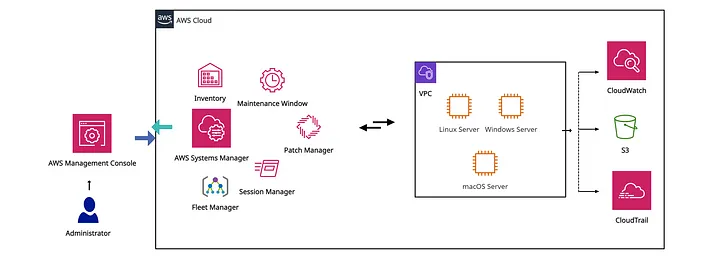 aws
AWS Cloud
Inventory
Maintenance Window
AWS Systems Manager
Patch Manager
Session Manager
Fleet Manager
AWS Management Console
Administrator
VPC
Linux Server
Windows Server
macOS Server
CloudWatch
S3
CloudTrail